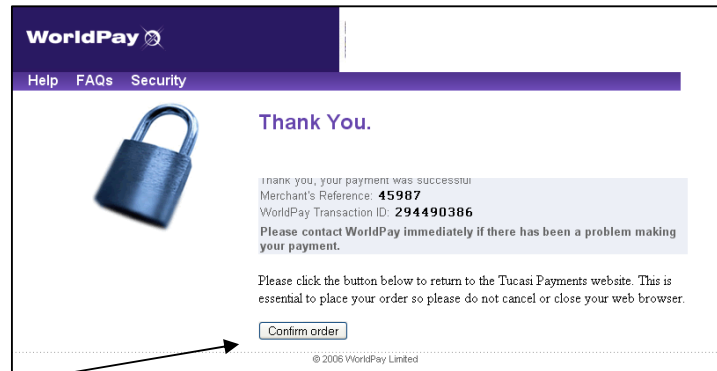 WorldPay
Help FAQs Security
Thank You.
Thank you, your payment was successful
Merchant's Reference: 45987
WorldPay Transaction ID: 294490386
Please contact WorldPay immediately if there has been a problem making
your payment.
Please click the button below to return to the Tucasi Payments website. This is
essential to place your order so please do not cancel or close your web browser.
Confirm order
© 2006 WorldPay Limited